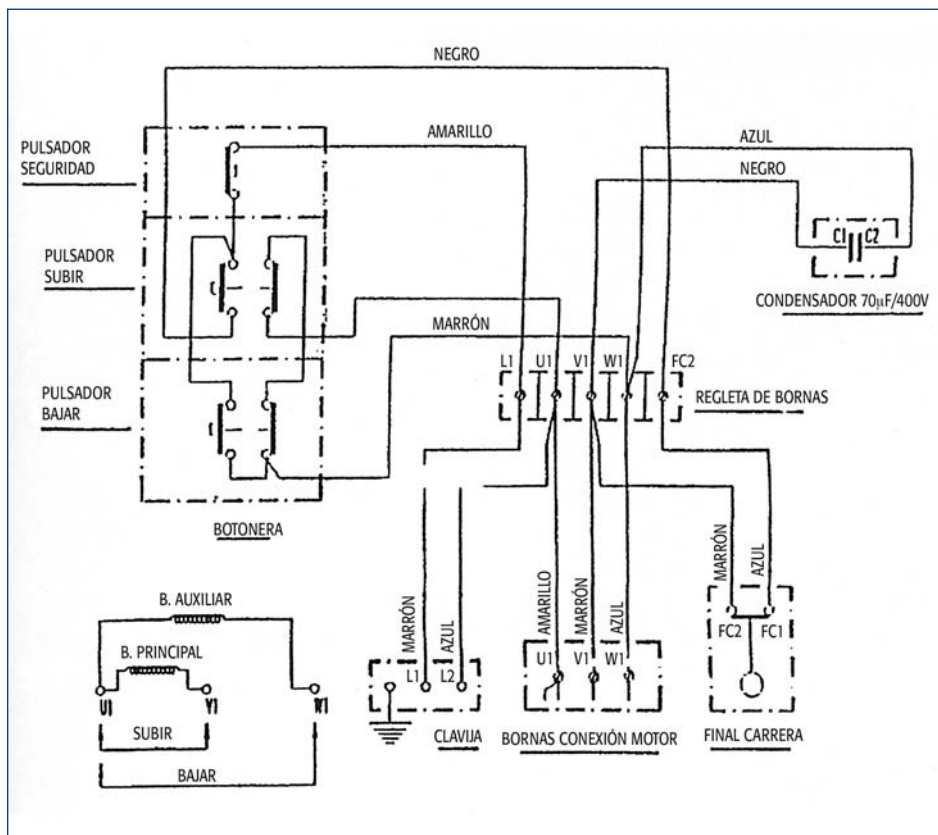 NEGRO
AMARILLO
AZUL
NEGRO
PULSADOR
SEGURIDAD
C1 C2
PULSADOR
SUBIR
CONDENSADOR 70µF/400V
MARRÓN
L1 U1 V1 W1 FC2
REGLETA DE BORNAS
PULSADOR
BAJAR
BOTONERA
MARRÓN
AZUL
AMARILLO
MARRÓN
AZUL
MARRÓN
AZUL
B. AUXILIAR
B. PRINCIPAL
U1 V1 W1
SUBIR
BAJAR
L1 L2
CLAVIJA
U1 V1 W1
BORNAS CONEXIÓN MOTOR
FC2 FC1
FINAL CARRERA